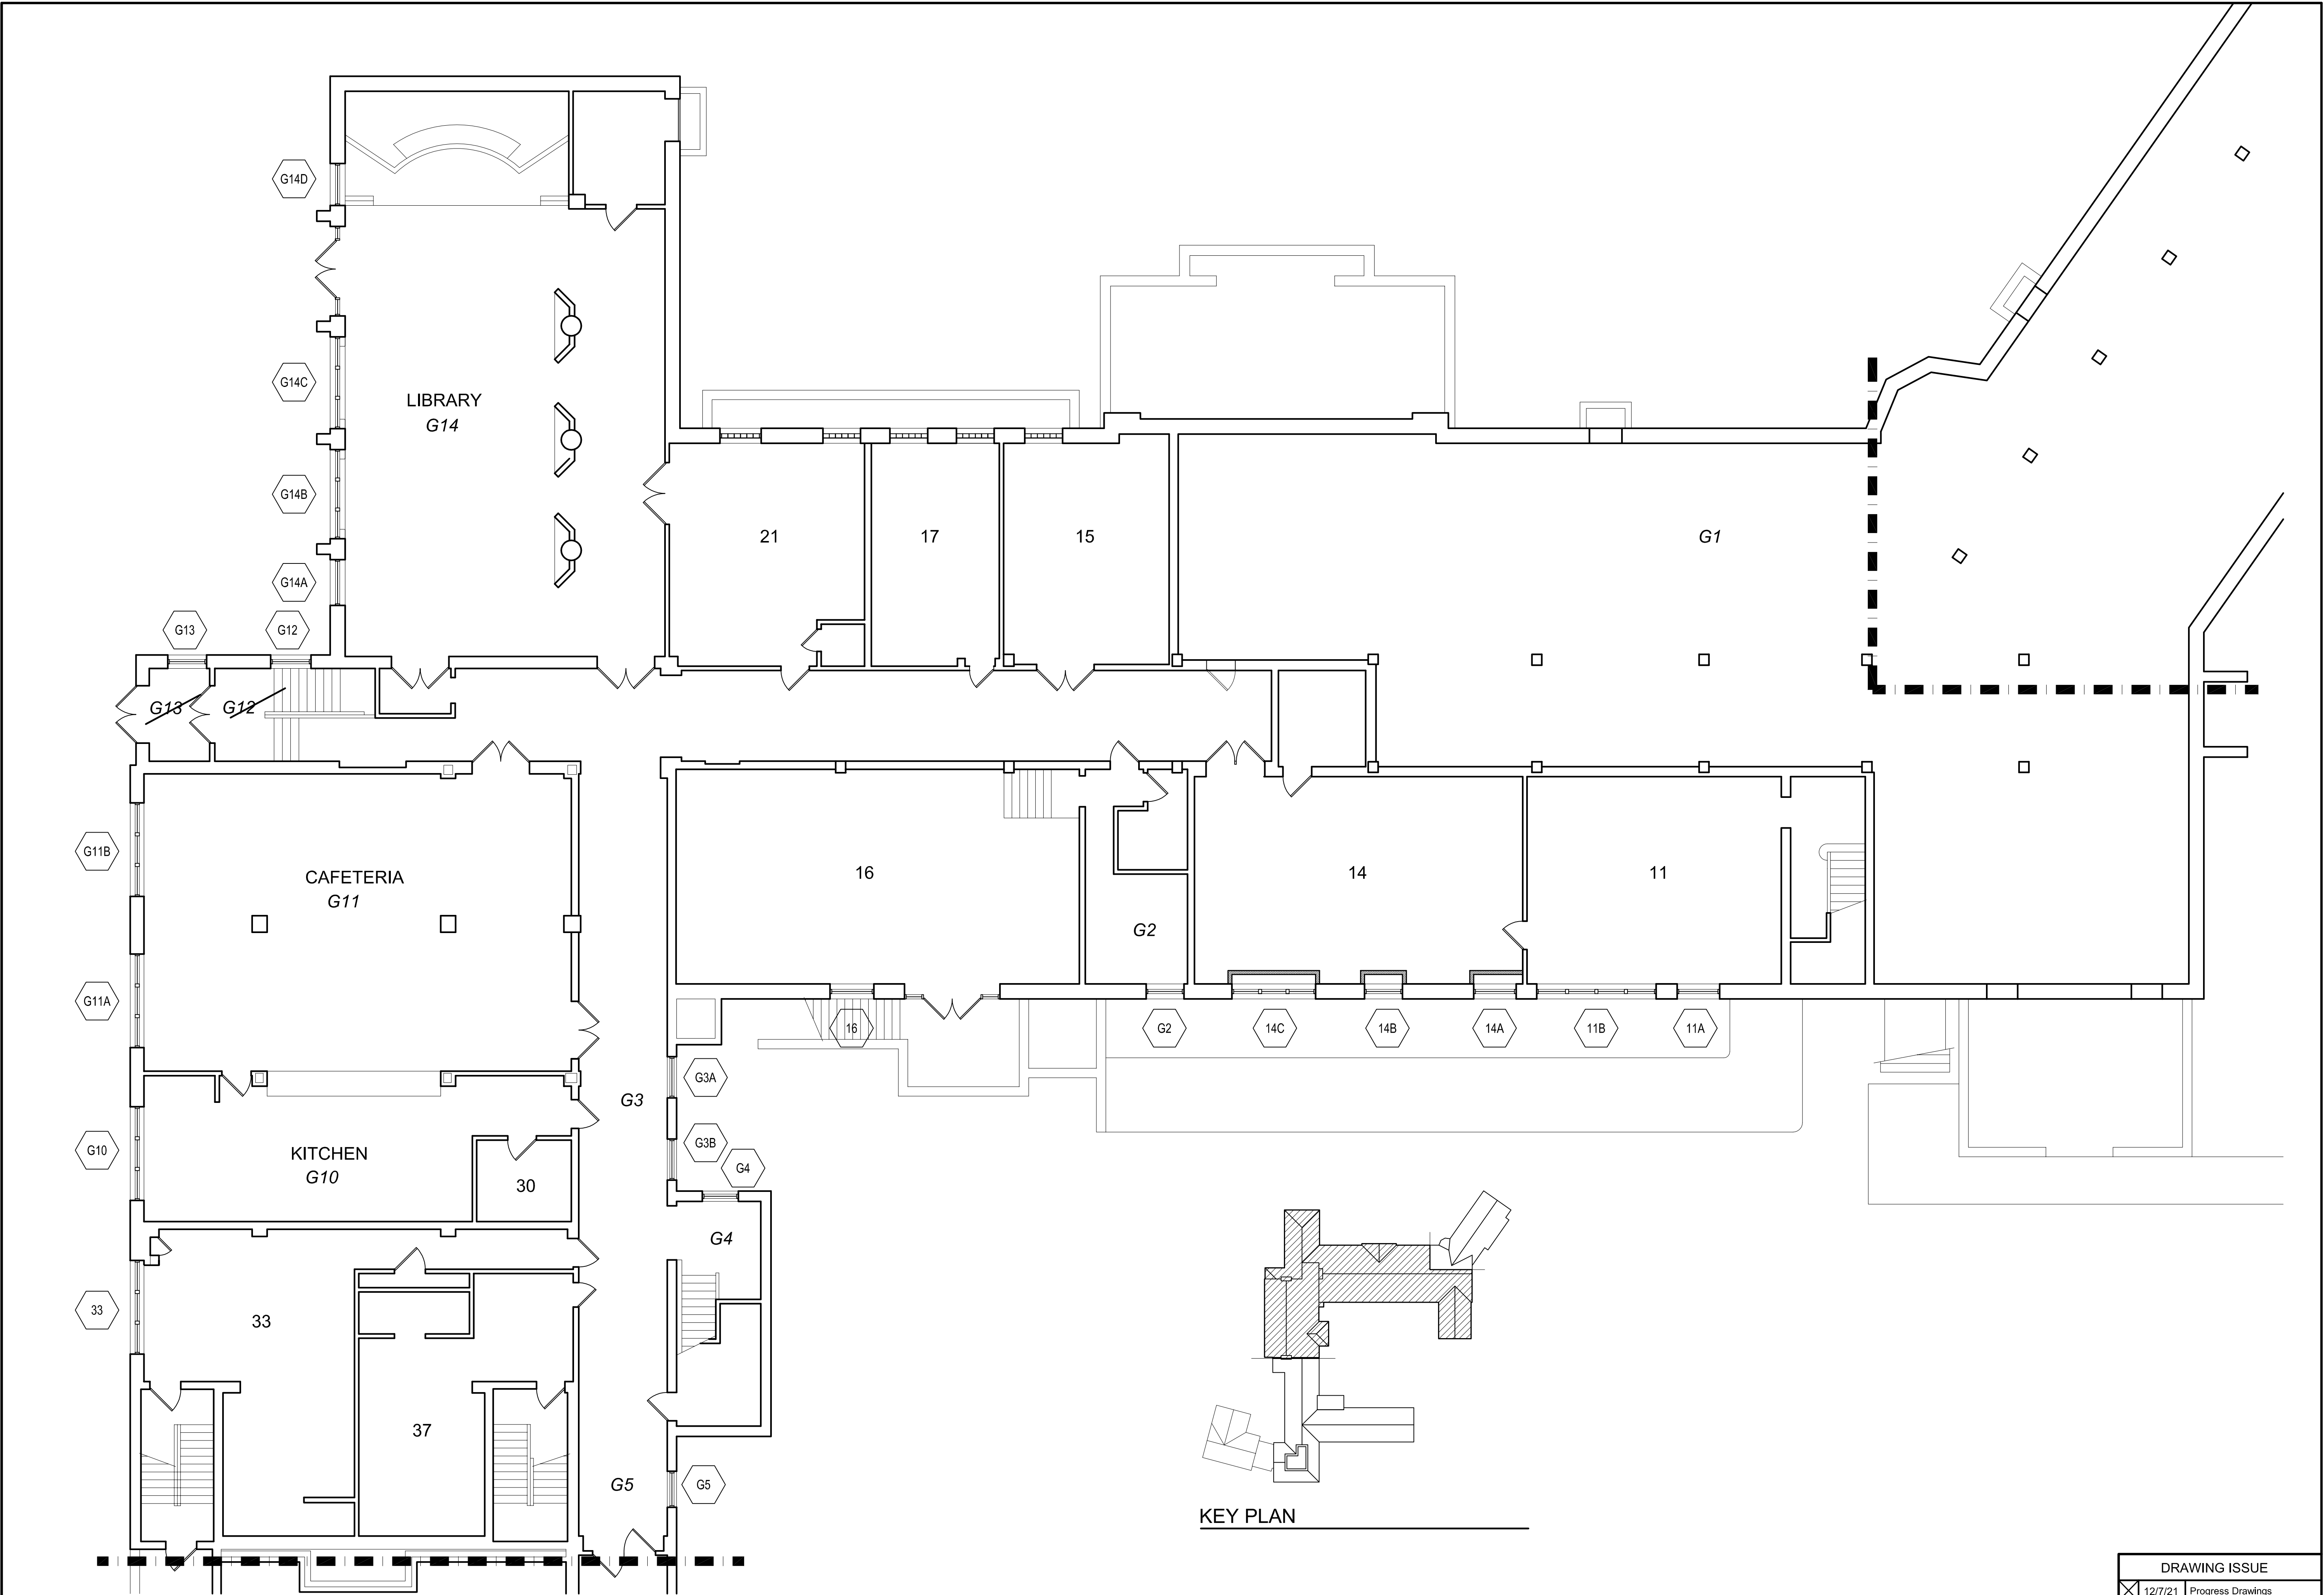 G14D
G14C
LIBRARY
G14
G14B
21
17
15
G1
G14A
G13
G12
G13
G12
G11B
CAFETERIA
G11
16
14
11
G2
G11A
16
G2
14C
14B
14A
11B
11A
G3A
G3
G3B
G10
KITCHEN
G10
G4
30
G4
33
33
37
G5
G5
KEY PLAN
DRAWING ISSUE
12/7/21 Progress Drawings